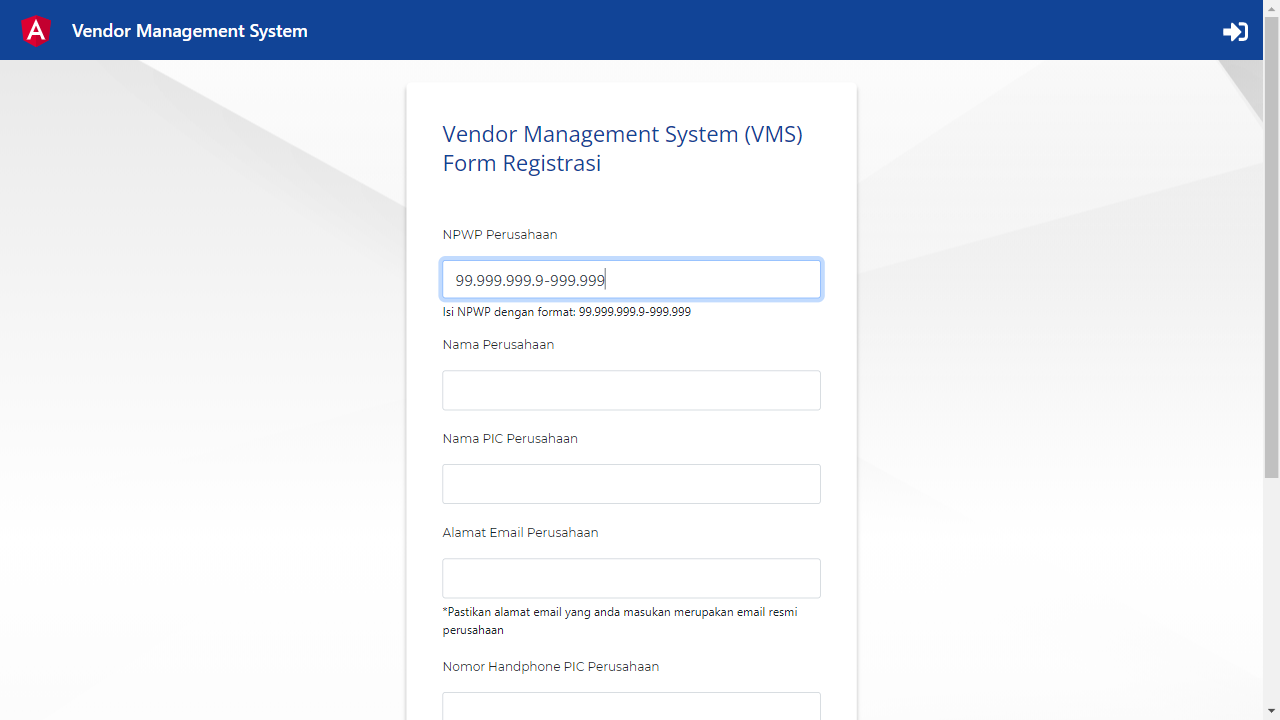 Vendor Management System
Vendor Management System (VMS)
Form Registrasi
NPWP Perusahaan
99.999.999.9-999.999
Isi NPWP dengan format: 99.999.999.9-999.999
Nama Perusahaan
Nama PIC Perusahaan
Alamat Email Perusahaan
*Pastikan alamat email yang anda masukan merupakan email resmi
perusahaan
Nomor Handphone PIC Perusahaan